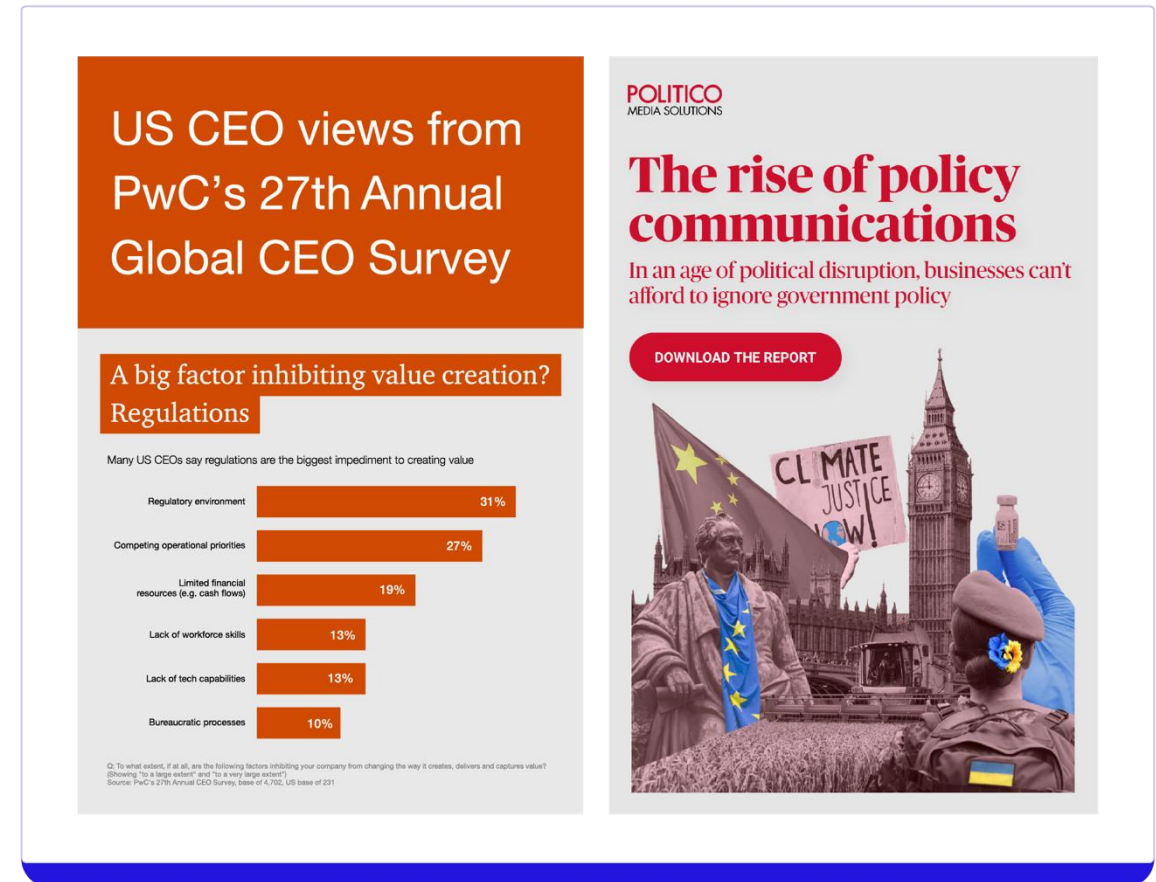 US CEO views from
PwC's 27th Annual
Global CEO Survey
A big factor inhibiting value creation?
Regulations
Many US CEOs say regulations are the biggest impediment to creating value
Regulatory environment 31%
Competing operational priorities 27%
Limited financial
resources (e.g. cash flows) 19%
Lack of workforce skills 13%
Lack of tech capabilities 13%
Bureaucratic processes 10%
Q: To what extent, if at all, are the following factors inhibiting your company from changing the way it creates, delivers and captures value?
(Showing "to a large extent" and "to a very large extent")
Source: PwC's 27th Annual CEO Survey, base of 4,702, US base of 231
POLITICO
MEDIA SOLUTIONS
The rise of policy
communications
In an age of political disruption, businesses can't
afford to ignore government policy
DOWNLOAD THE REPORT
CLIMATE
JUSTICE
NOW!